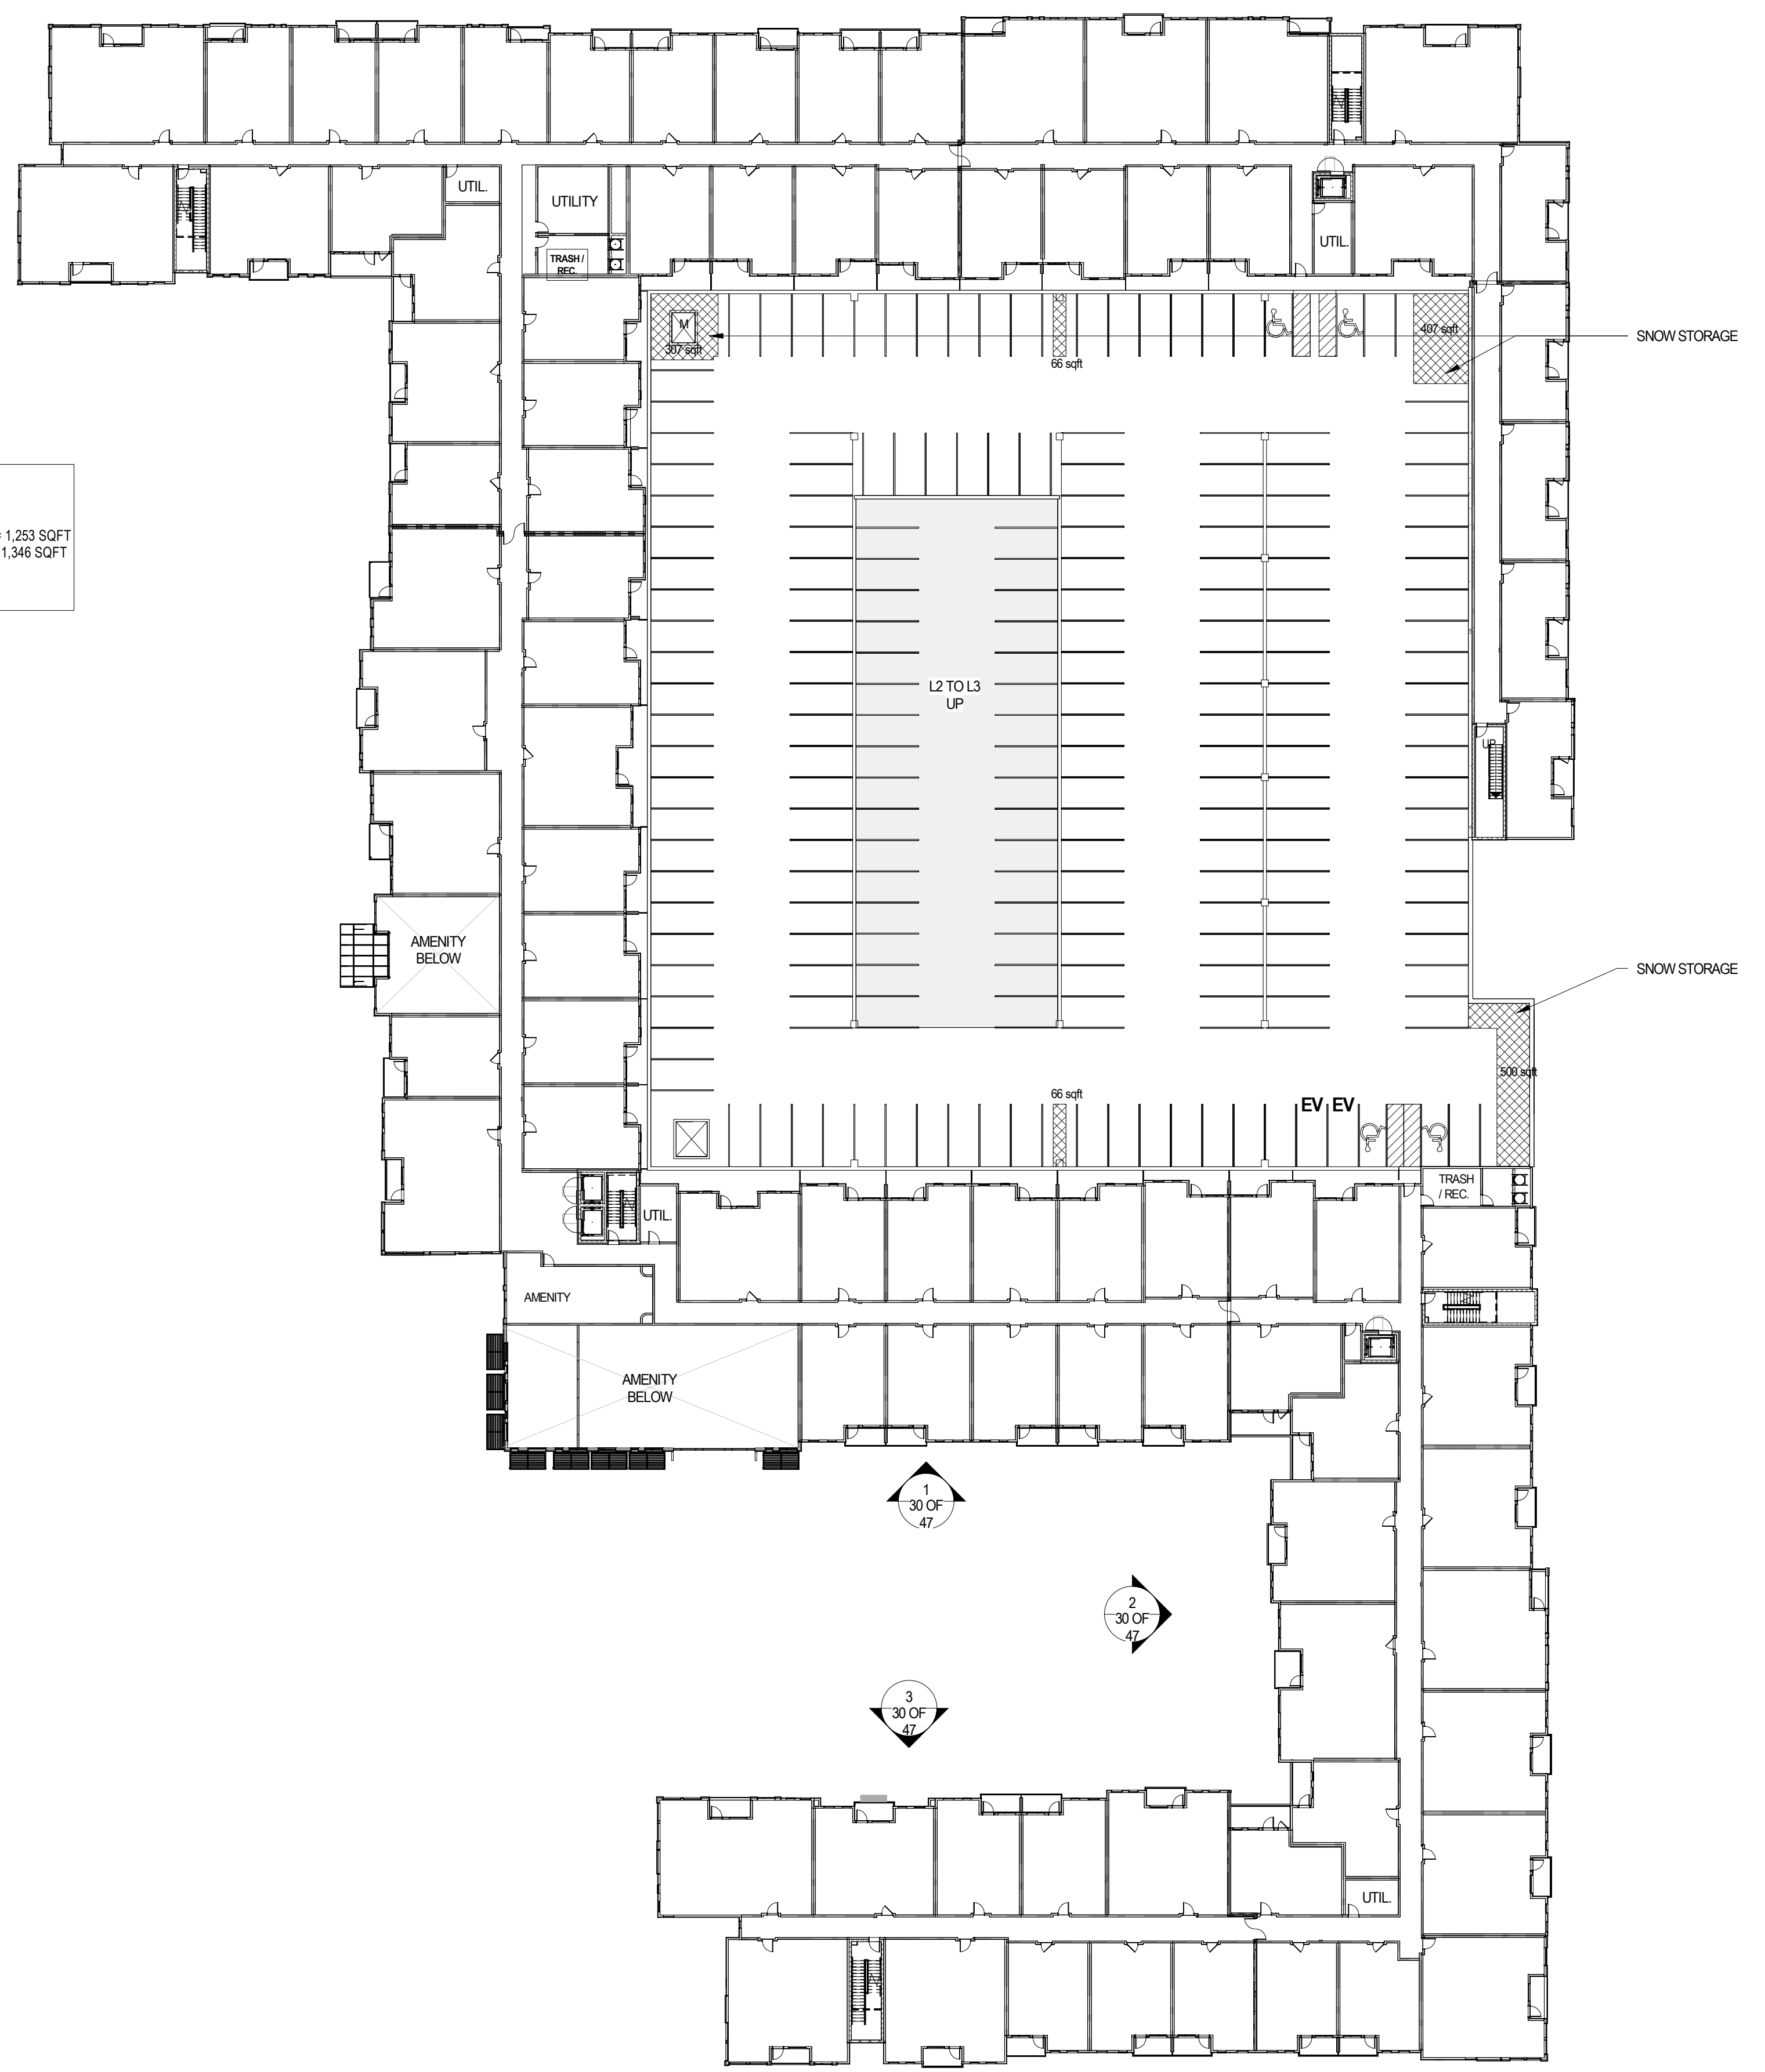 UTIL.
UTILITY
TRASH /
REC.
UTIL.
M
307 sqft
66 sqft
407 sqft
SNOW STORAGE
= 1,253 SQFT
1,346 SQFT
L2 TO L3
UP
UP
AMENITY
BELOW
SNOW STORAGE
500 sqft
66 sqft
EV EV
TRASH
/ REC.
UTIL.
AMENITY
AMENITY
BELOW
1
30 OF
47
2
30 OF
47
3
30 OF
47
UTIL.